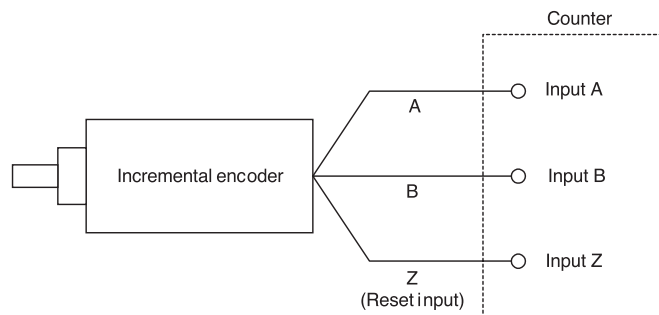 Counter
Input A
A
Incremental encoder
Input B
B
Input Z
Z
(Reset input)